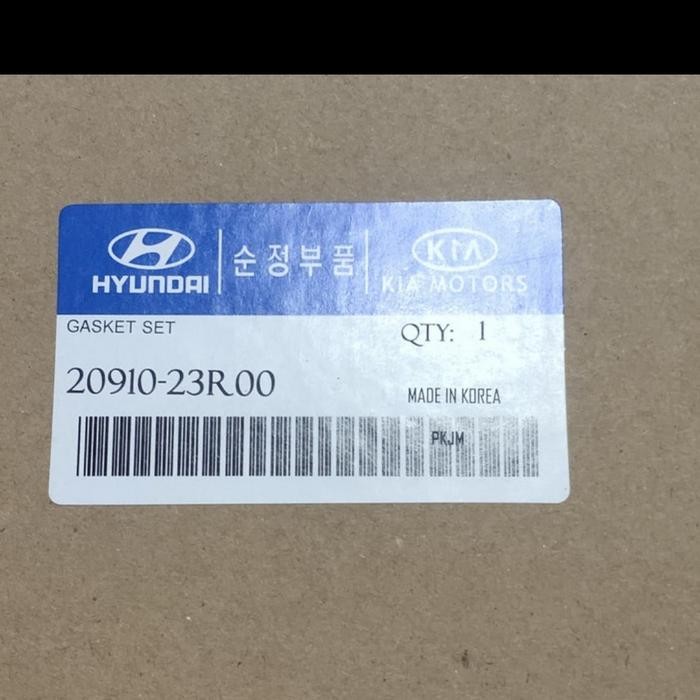 HYUNDAI
순정부품
KIA
KIA MOTORS
GASKET SET
QTY: 1
20910-23R00
MADE IN KOREA
PKJM